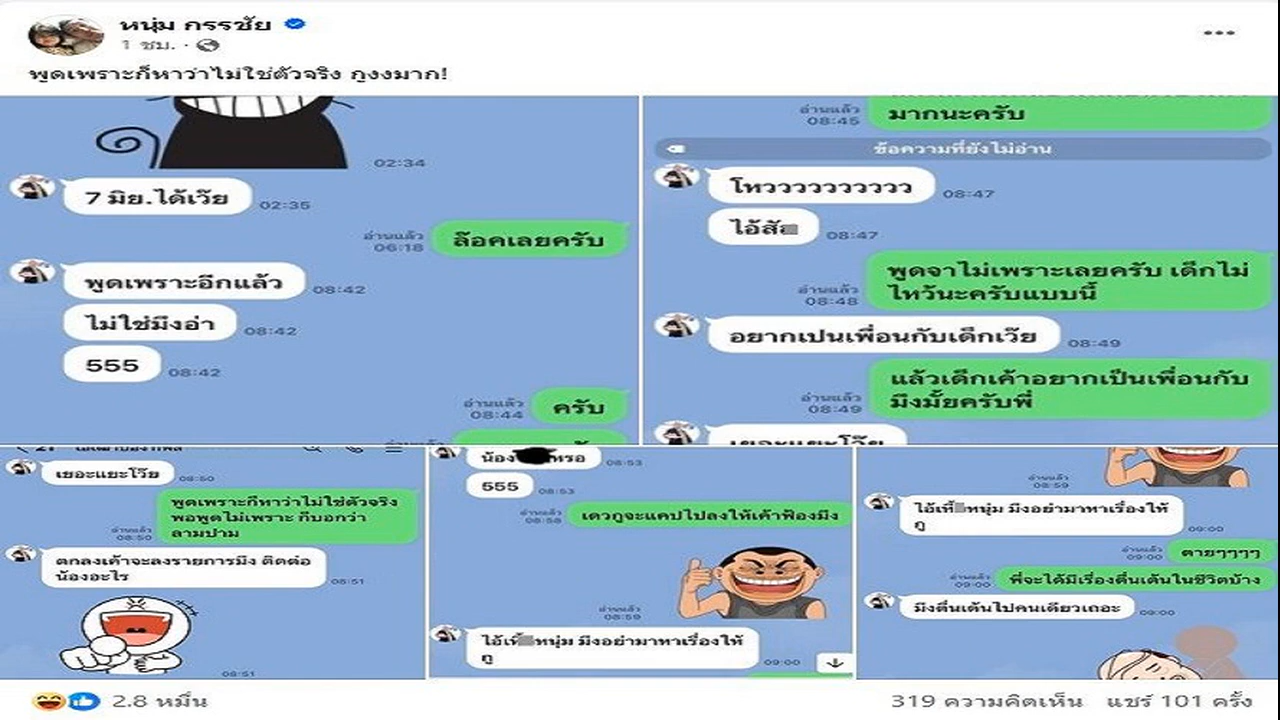 หนุ่ม กรรชัย
1 ชม. ·
พูดเพราะก็หาว่าไม่ใช่ตัวจริง กูงงมาก!
02:34
7 มิย.ได้เว๊ย
02:35
อ่านแล้ว
06:18
ล๊อคเลยครับ
พูดเพราะอีกแล้ว
08:42
ไม่ใช่มึงอ่า
08:42
555
08:42
อ่านแล้ว
08:44
ครับ
อ่านแล้ว
08:45
มากนะครับ
ข้อความที่ยังไม่อ่าน
โหวววววววววว
08:47
ไอ้สั
08:47
พูดจาไม่เพราะเลยครับ เด็กไม่
ไหว้นะครับแบบนี้
อ่านแล้ว
08:48
อยากเปนเพื่อนกับเด็กเว๊ย
08:49
แล้วเด็กเค้าอยากเป็นเพื่อนกับ
มึงมั้ยครับพี่
อ่านแล้ว
08:49
เยอะแยะโว๊ย
เยอะแยะโว๊ย
08:50
พูดเพราะก็หาว่าไม่ใช่ตัวจริง
พอพูดไม่เพราะ ก็บอกว่า
ลามปาม
อ่านแล้ว
08:50
ตกลงเค้าจะลงรายการมึง ติดต่อ
น้องอะไร
08:51
08:51
น้อง หรอ
08:53
555
08:53
อ่านแล้ว
08:58
เดวกูจะแคปไปลงให้เค้าฟ้องมึง
อ่านแล้ว
08:59
ไอ้เหี้ หนุ่ม มึงอย่ามาหาเรื่องให้
กู
09:00
อ่านแล้ว
08:59
ไอ้เหี้ หนุ่ม มึงอย่ามาหาเรื่องให้
กู
09:00
อ่านแล้ว
09:00
ตายๆๆๆๆ
อ่านแล้ว
09:00
พี่จะได้มีเรื่องตื่นเต้นในชีวิตบ้าง
มึงตื่นเต้นไปคนเดียวเถอะ
09:00
2.8 หมื่น
319 ความคิดเห็น
แชร์ 101 ครั้ง